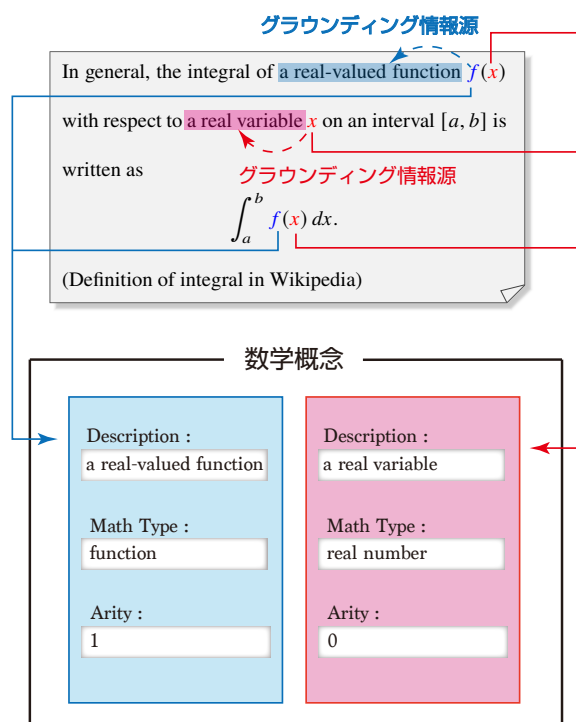 グラウンディング情報源
In general, the integral of a real-valued function f(x)
with respect to a real variable x on an interval [a, b] is
written as
グラウンディング情報源
∫_a^b f(x) dx.
(Definition of integral in Wikipedia)
数学概念
Description :
a real-valued function
Math Type :
function
Arity :
1
Description :
a real variable
Math Type :
real number
Arity :
0